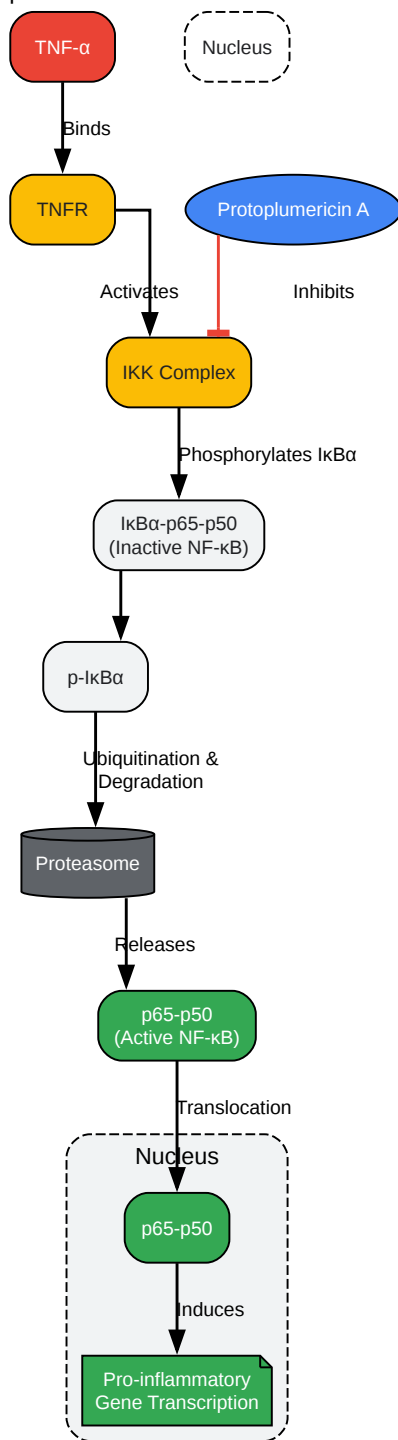 TNF-α
Nucleus
Binds
TNFR
Protoplumericin A
Activates
Inhibits
IKK Complex
Phosphorylates IκBα
IκBα-p65-p50
(Inactive NF-κB)
p-IκBα
Ubiquitination &
Degradation
Proteasome
Releases
p65-p50
(Active NF-κB)
Translocation
Nucleus
p65-p50
Induces
Pro-inflammatory
Gene Transcription